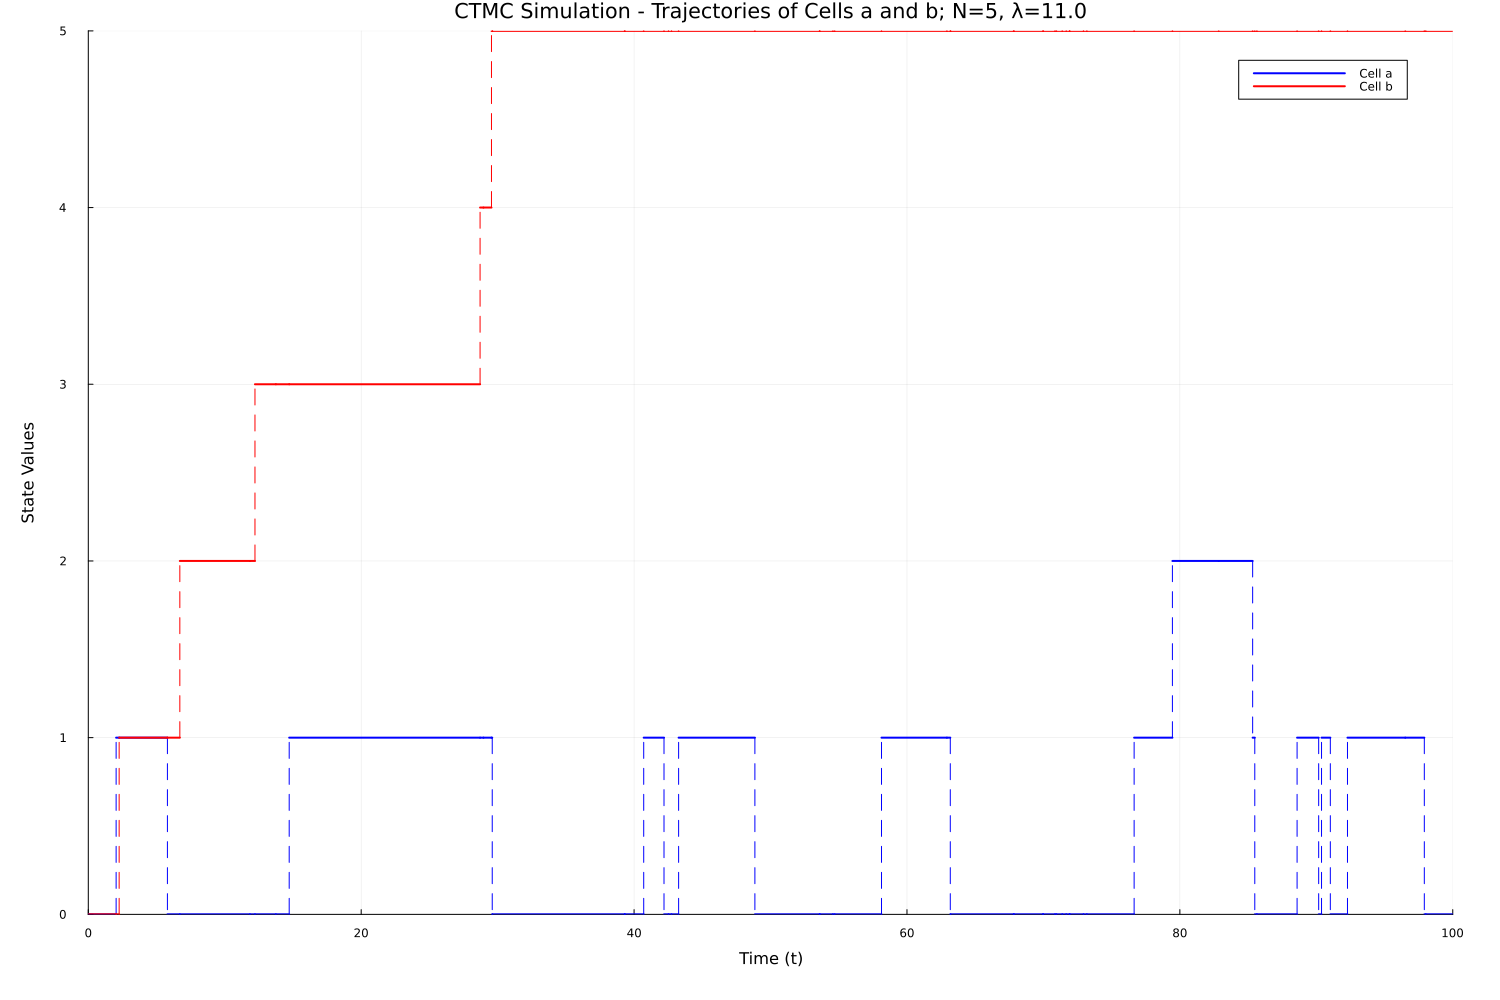 CTMC Simulation - Trajectories of Cells a and b; N=5, λ=11.0
5
Cell a
Cell b
4
3
State Values
2
1
0
0 20 40 60 80 100
Time (t)